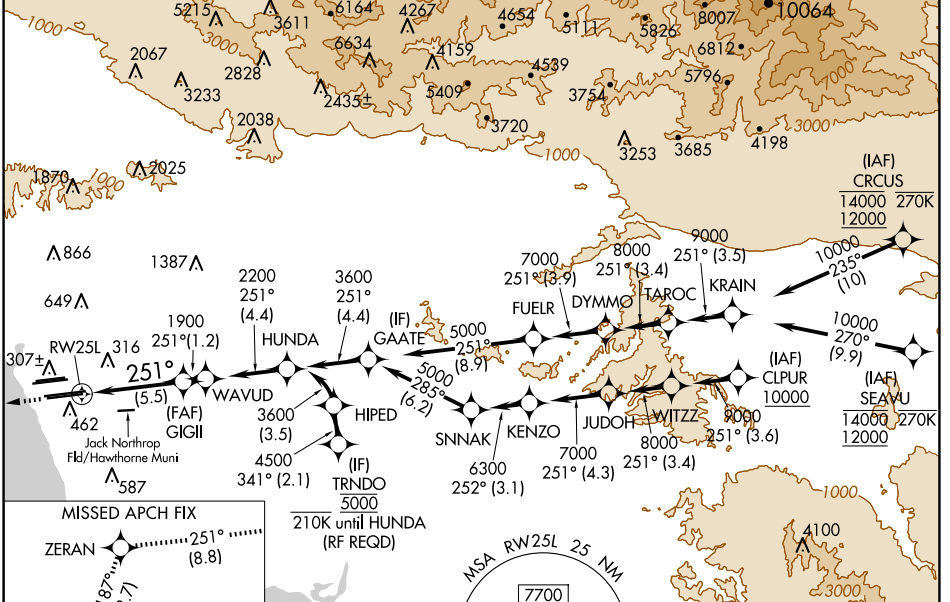 5215
3611
6164
4267
4654
5111
5826
8007
10064
3000
2067
2828
6634
4159
4539
6812
7000
3233
2435±
5409
3754
5796
2038
3720
3000
1000
3253
3685
4198
1870
1000
2025
(IAF)
CRCUS
14000 270K
12000
866
1387
649
307±
RW25L
316
462
1900
251° (1.2)
2200
251°
(4.4)
3600
251°
(4.4)
(IF)
GAATE
5000
251°
(8.9)
7000
251° (3.9)
8000
251° (3.4)
9000
251° (3.5)
10000
235°
(10)
KRAIN
TAROC
DYMMO
FUELR
HUNDA
10000
270°
(9.9)
251°
(5.5)
(FAF)
GIGII
WAVUD
5000
285°
(6.2)
(IAF)
CLPUR
10000
(IAF)
SEAVU
14000 270K
12000
Jack Northrop
Fld/Hawthorne Muni
587
3600
(3.5)
HIPED
4500
341° (2.1)
(IF)
TRNDO
5000
210K until HUNDA
(RF REQD)
SNNAK
KENZO
JUDOH
WITZZ
6300
252° (3.1)
7000
251° (4.3)
8000
251° (3.4)
9000
251° (3.6)
MISSED APCH FIX
ZERAN
251°
(8.8)
MSA RW25L 25 NM
7700
1000
4100
3000